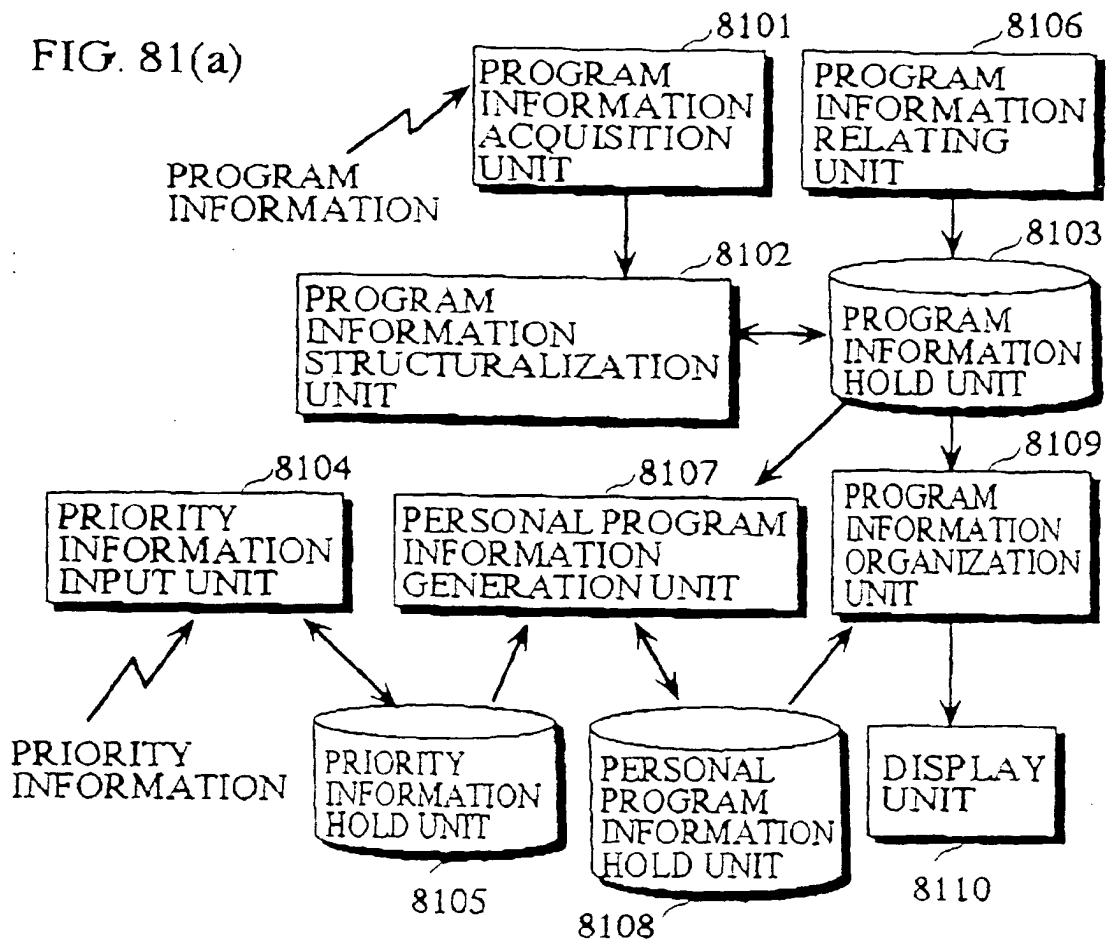 FIG. 81(a)
8101
PROGRAM
INFORMATION
ACQUISITION
UNIT
8106
PROGRAM
INFORMATION
RELATING
UNIT
PROGRAM
INFORMATION
8102
PROGRAM
INFORMATION
STRUCTURALIZATION
UNIT
8103
PROGRAM
INFORMATION
HOLD UNIT
8104
PRIORITY
INFORMATION
INPUT UNIT
8107
PERSONAL PROGRAM
INFORMATION
GENERATION UNIT
8109
PROGRAM
INFORMATION
ORGANIZATION
UNIT
PRIORITY
INFORMATION
PRIORITY
INFORMATION
HOLD UNIT
8105
PERSONAL
PROGRAM
INFORMATION
HOLD UNIT
8108
DISPLAY
UNIT
8110